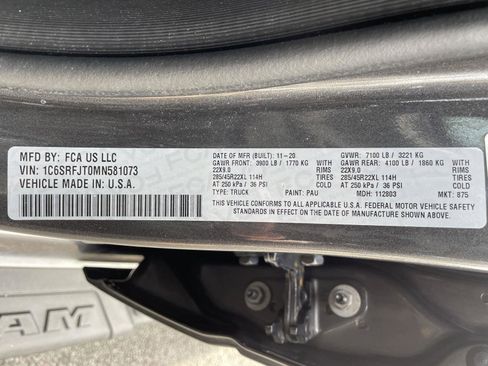 MFD BY: FCA US LLC
VIN: 1C6SRFJT0MN581073
VEHICLE MADE IN U.S.A.
DATE OF MFR (BUILT): 11-20 GVWR: 7100 LB / 3221 KG
GAWR FRONT: 3900 LB / 1770 KG GAWR REAR: 4100 LB / 1860 KG
22X9.0 RIMS 22X9.0 RIMS
285/45R22XL 114H TIRES 285/45R22XL 114H TIRES
AT 250 kPa / 36 PSI AT 250 kPa / 36 PSI
TYPE: TRUCK PAINT: PAU MDH: 112803 MKT: 875
THIS VEHICLE CONFORMS TO ALL APPLICABLE U.S.A. FEDERAL MOTOR VEHICLE SAFETY
STANDARDS IN EFFECT ON THE DATE OF MANUFACTURE SHOWN ABOVE.
RAM